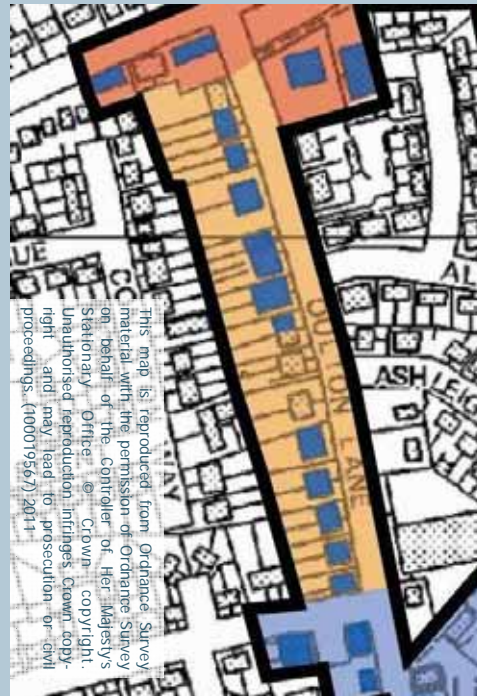 OULTON LANE
ASHLEIG
AL
UE
CO
WAY
This map is reproduced from Ordnance Survey
material with the permission of Ordnance Survey
on behalf of the Controller of Her Majesty's
Stationary Office © Crown copyright.
Unauthorised reproduction infringes Crown copy-
right and may lead to prosecution or civil
proceedings. (100019567) 2011